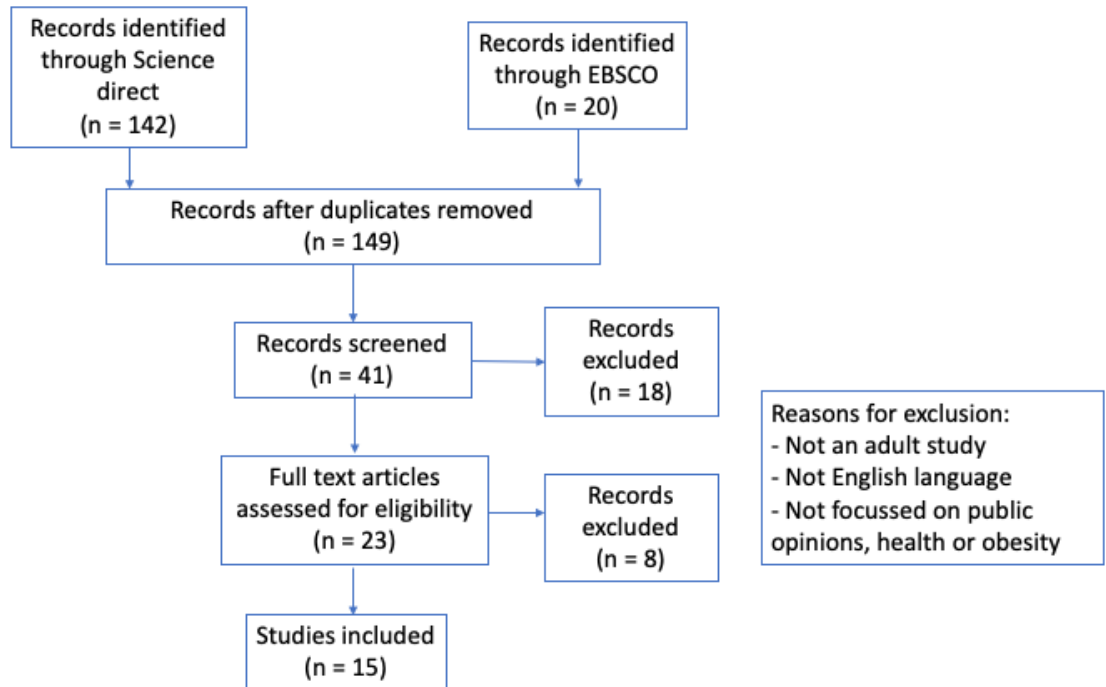 Records identified
through Science
direct
(n = 142)
Records identified
through EBSCO
(n = 20)
Records after duplicates removed
(n = 149)
Records screened
(n = 41)
Records
excluded
(n = 18)
Full text articles
assessed for eligibility
(n = 23)
Records
excluded
(n = 8)
Reasons for exclusion:
- Not an adult study
- Not English language
- Not focussed on public
opinions, health or obesity
Studies included
(n = 15)